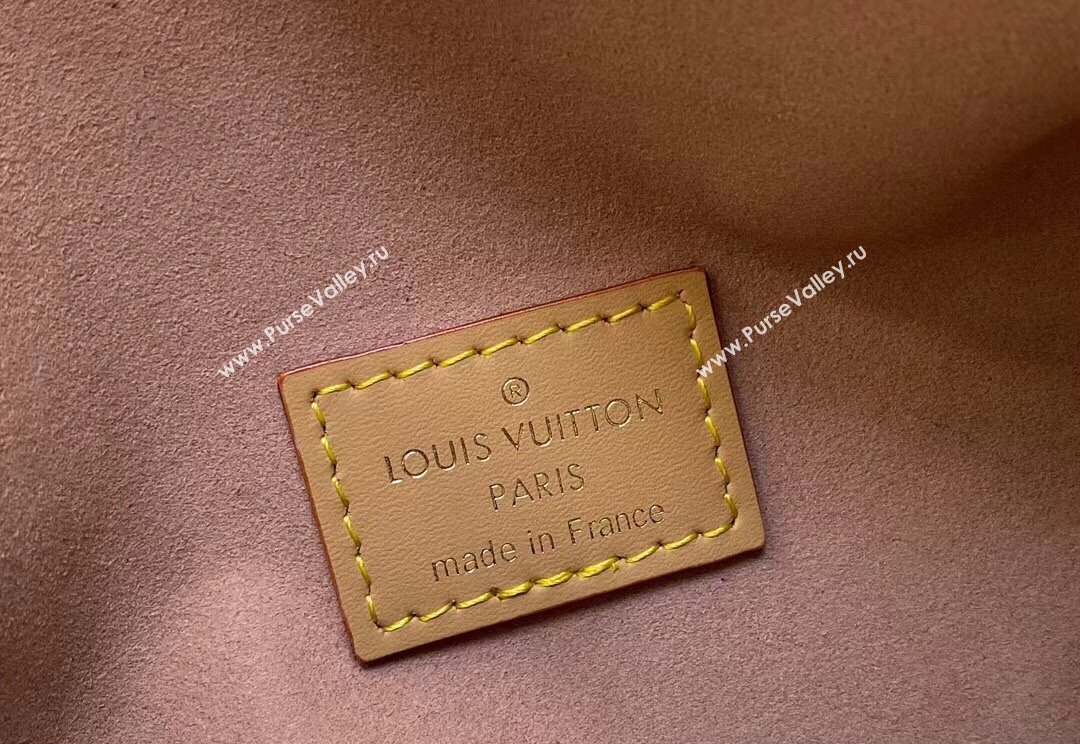 www.PurseValley.ru
www.PurseValley.ru
®
LOUIS VUITTON
PARIS
made in France